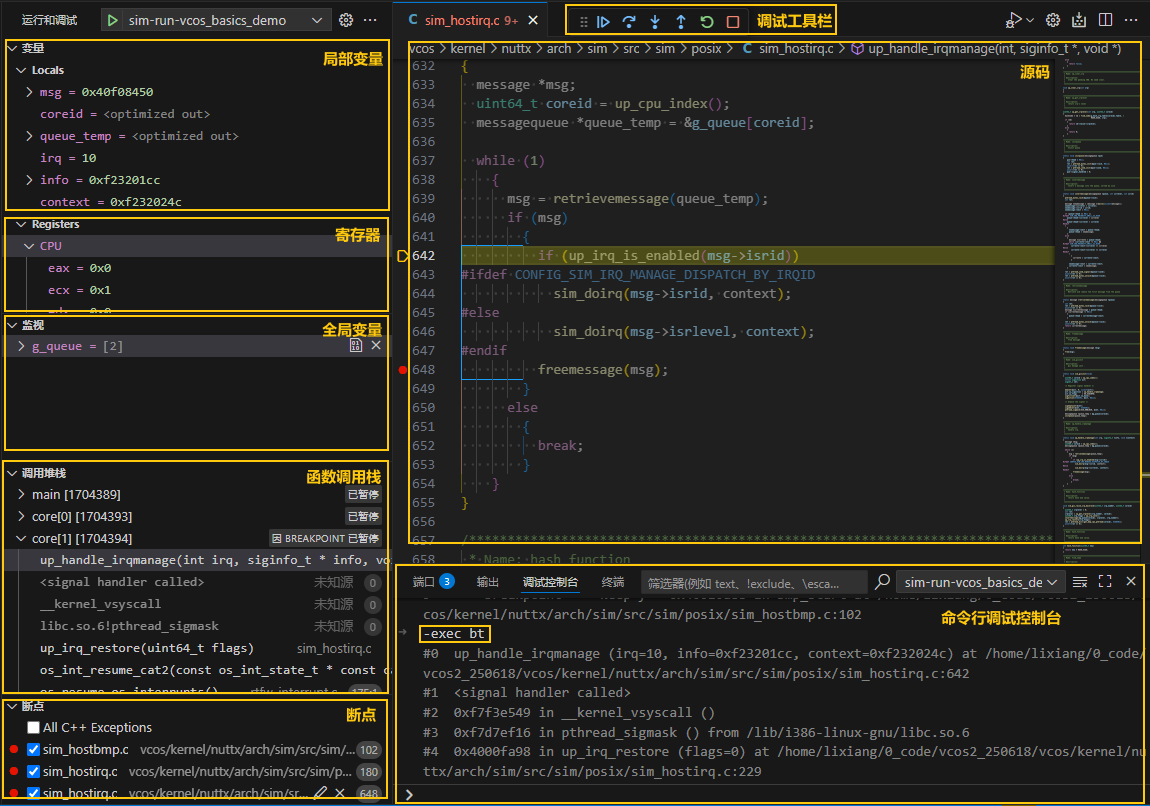 运行和调试 sim-run-vcos_basics_demo
sim_hostirq.c 9+
调试工具栏
变量
局部变量
Locals
msg = 0x40f08450
coreid = <optimized out>
queue_temp = <optimized out>
irq = 10
info = 0xf23201cc
context = 0xf232024c
Registers
寄存器
CPU
eax = 0x0
ecx = 0x1
监视
全局变量
g_queue = [2]
调用堆栈
函数调用栈
main [1704389] 已暂停
core[0] [1704393] 已暂停
core[1] [1704394] 因 BREAKPOINT 已暂停
up_handle_irqmanage(int irq, siginfo_t * info, vo
<signal handler called> 未知源 0
__kernel_vsyscall 未知源 0
libc.so.6!pthread_sigmask 未知源 0
up_irq_restore(uint64_t flags) sim_hostirq.c
os_int_resume_cat2(const os_int_state_t * const c
断点
断点
All C++ Exceptions
sim_hostbmp.c vcos/kernel/nuttx/arch/sim/src/sim/... 102
sim_hostirq.c vcos/kernel/nuttx/arch/sim/src/sim/p... 180
sim_hostirq.c vcos/kernel/nuttx/arch/sim/sr... 648
vcos > kernel > nuttx > arch > sim > src > sim > posix > C sim_hostirq.c > up_handle_irqmanage(int, siginfo_t *, void *)
源码
632 {
633 message *msg;
634 uint64_t coreid = up_cpu_index();
635 messagequeue *queue_temp = &g_queue[coreid];
636
637 while (1)
638 {
639 msg = retrievemessage(queue_temp);
640 if (msg)
641 {
642 if (up_irq_is_enabled(msg->isrid))
643 #ifdef CONFIG_SIM_IRQ_MANAGE_DISPATCH_BY_IRQID
644 sim_doirq(msg->isrid, context);
645 #else
646 sim_doirq(msg->isrlevel, context);
647 #endif
648 freemessage(msg);
649 }
650 else
651 {
652 break;
653 }
654 }
655 }
656
657 /****************************************************************************
658 * Name: hash_function
端口 3 输出 调试控制台 终端 筛选器(例如 text、!exclude、\esca... sim-run-vcos_basics_de
命令行调试控制台
cos/kernel/nuttx/arch/sim/src/sim/posix/sim_hostbmp.c:102
-exec bt
#0 up_handle_irqmanage (irq=10, info=0xf23201cc, context=0xf232024c) at /home/lixiang/0_code/
vcos2_250618/vcos/kernel/nuttx/arch/sim/src/sim/posix/sim_hostirq.c:642
#1 <signal handler called>
#2 0xf7f3e549 in __kernel_vsyscall ()
#3 0xf7d7ef16 in pthread_sigmask () from /lib/i386-linux-gnu/libc.so.6
#4 0x4000fa98 in up_irq_restore (flags=0) at /home/lixiang/0_code/vcos2_250618/vcos/kernel/nu
ttx/arch/sim/src/sim/posix/sim_hostirq.c:229